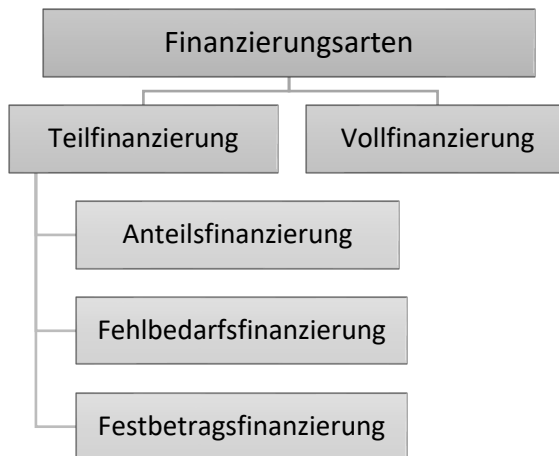 Finanzierungsarten
Teilfinanzierung
Vollfinanzierung
Anteilsfinanzierung
Fehlbedarfsfinanzierung
Festbetragsfinanzierung